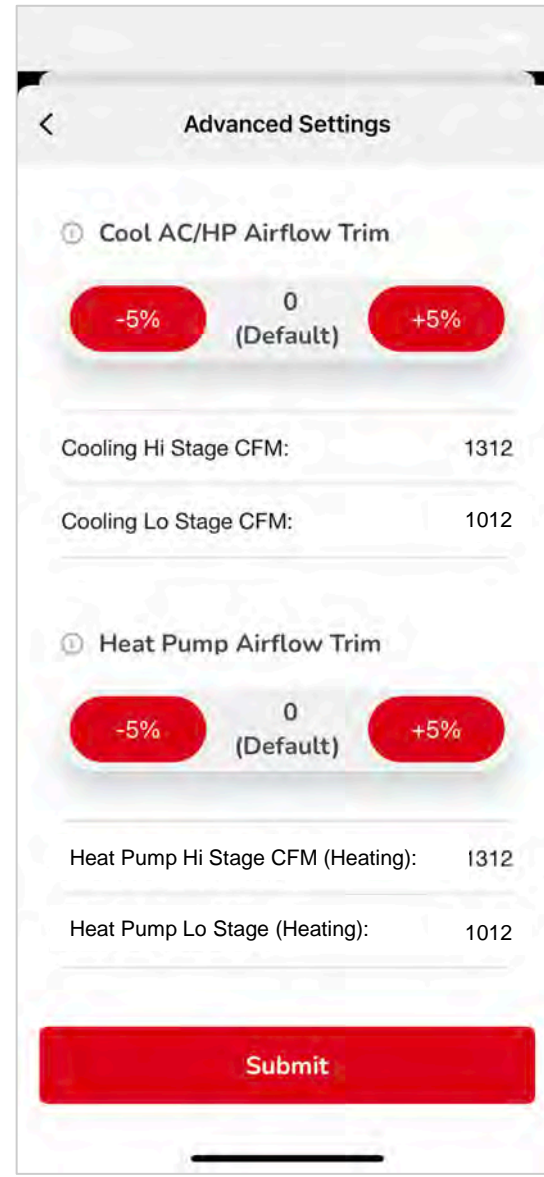 Advanced Settings
Cool AC/HP Airflow Trim
-5%
0
(Default)
+5%
Cooling Hi Stage CFM: 1312
Cooling Lo Stage CFM: 1012
Heat Pump Airflow Trim
-5%
0
(Default)
+5%
Heat Pump Hi Stage CFM (Heating): 1312
Heat Pump Lo Stage (Heating): 1012
Submit